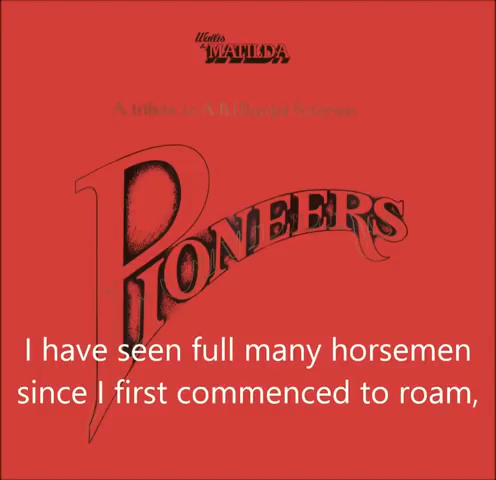 Wallis
& MATILDA
A tribute to A.B. (Banjo) Paterson
PIONEERS
I have seen full many horsemen
since I first commenced to roam,